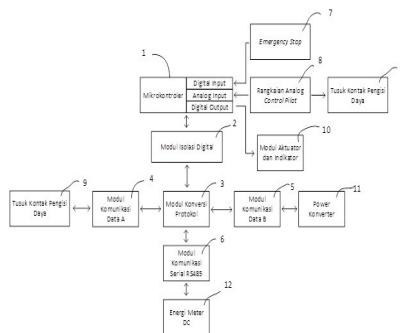 7
Emergency Stop
1
8
Digital Input
Mikrokontroler
Analog Input
Digital Output
Rangkaian Analog
Control Pilot
Tusuk Kontak Pengisi
Daya
2
10
Modul Isolasi Digital
Modul Aktuator
dan Indikator
9
4
3
5
11
Tusuk Kontak Pengisi
Daya
Modul
Komunikasi
Data A
Modul Konversi
Protokol
Modul
Komunikasi
Data B
Power
Konverter
6
Modul
Komunikasi
Serial RS485
12
Energi Meter
DC